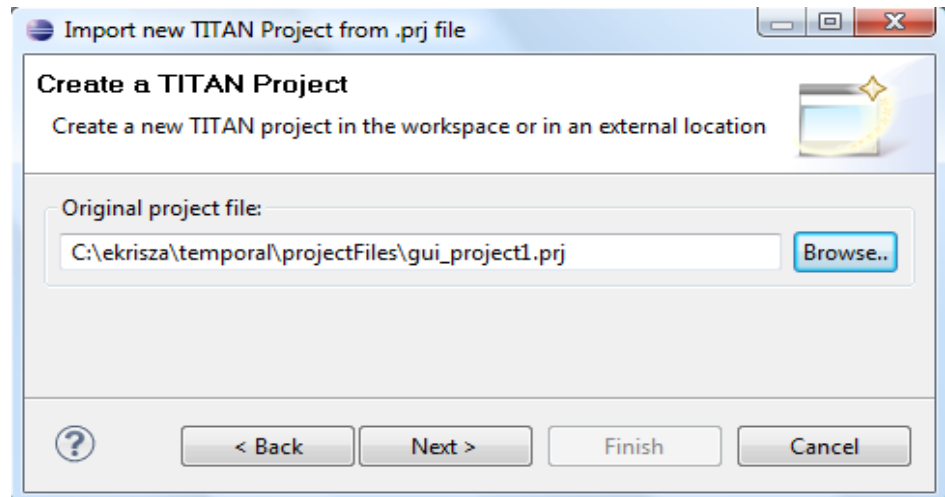 Import new TITAN Project from .prj file
Create a TITAN Project
Create a new TITAN project in the workspace or in an external location
Original project file:
C:\ekrisza\temporal\projectFiles\gui_project1.prj
Browse..
?
< Back
Next >
Finish
Cancel